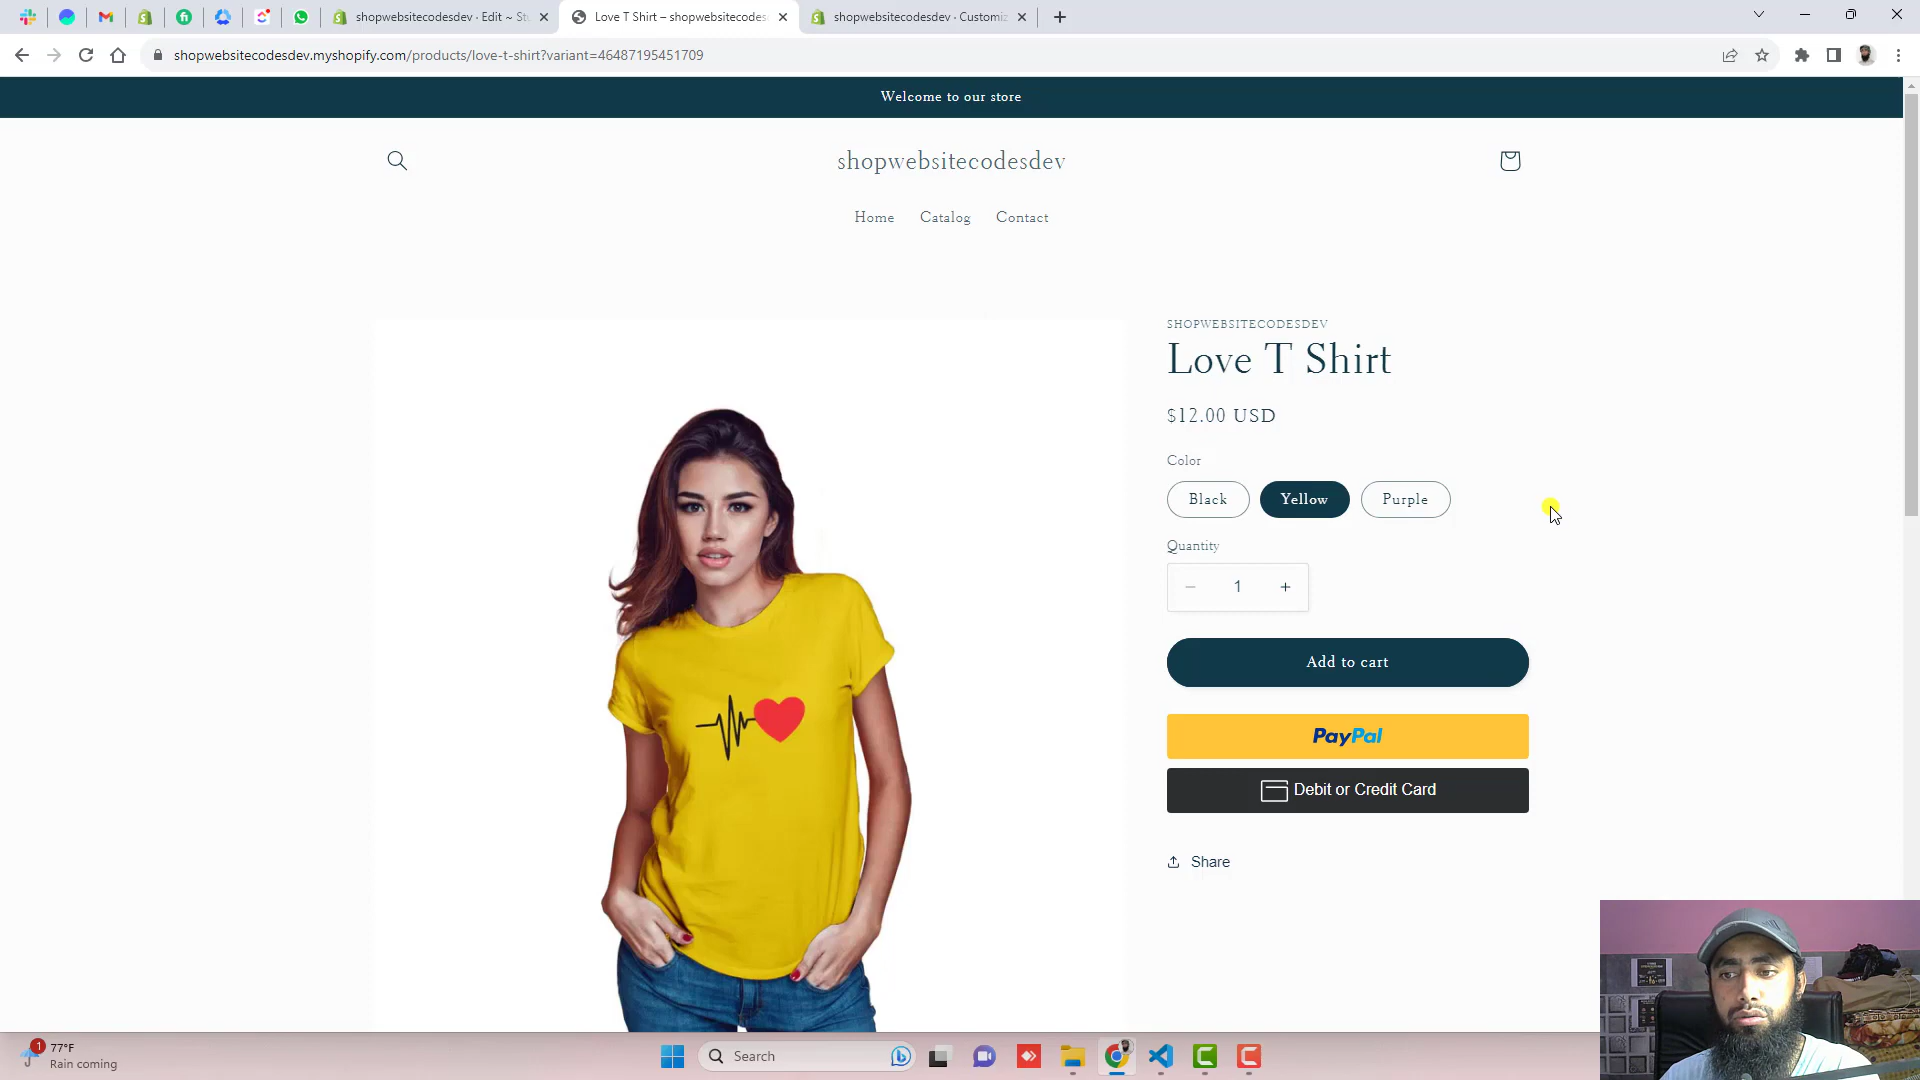 shopwebsitecodesdev · Edit ~ St
Love T Shirt – shopwebsitecodes
shopwebsitecodesdev · Customiz
shopwebsitecodesdev.myshopify.com/products/love-t-shirt?variant=46487195451709
Welcome to our store
shopwebsitecodesdev
Home Catalog Contact
SHOPWEBSITECODESDEV
Love T Shirt
$12.00 USD
Color
Black Yellow Purple
Quantity
− 1 +
Add to cart
PayPal
Debit or Credit Card
Share
1
77°F
Rain coming
Search